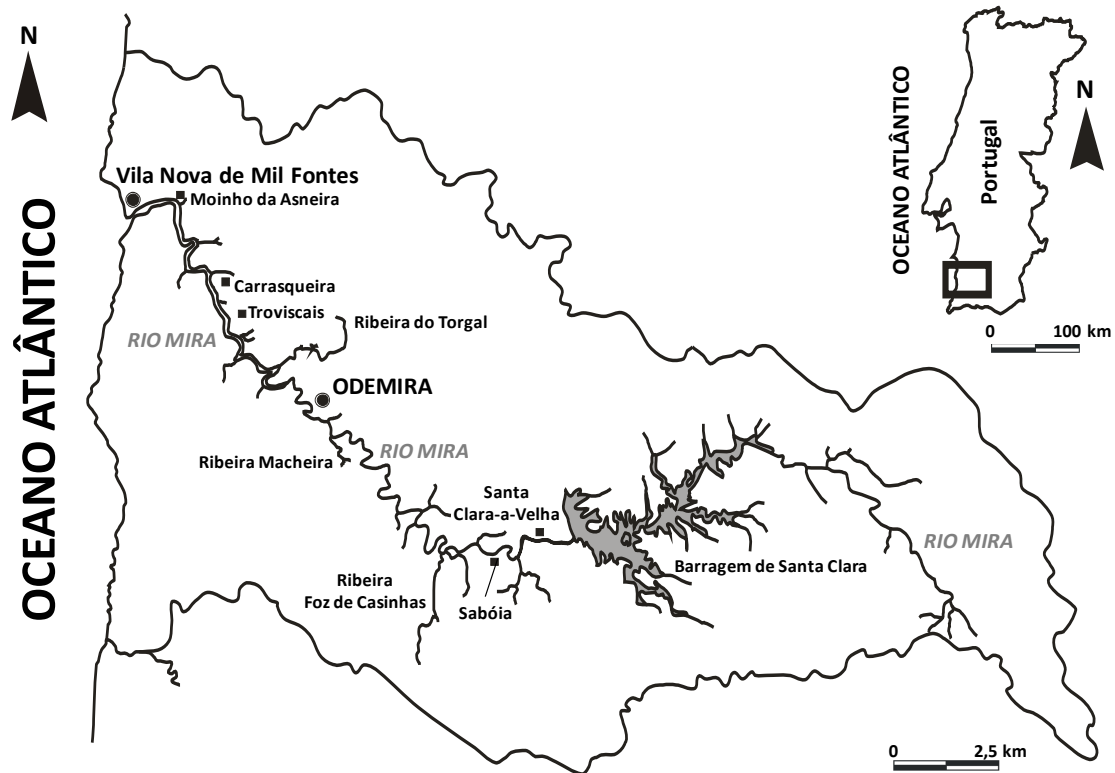 N
OCEANO ATLÂNTICO
Vila Nova de Mil Fontes
Moinho da Asneira
Carrasqueira
Troviscais
RIO MIRA
Ribeira do Torgal
ODEMIRA
Ribeira Macheira
RIO MIRA
Santa
Clara-a-Velha
Ribeira
Foz de Casinhas
Sabóia
Barragem de Santa Clara
RIO MIRA
0 2,5 km
OCEANO ATLÂNTICO
Portugal
N
0 100 km